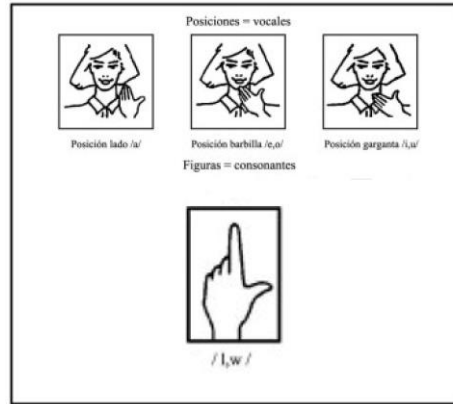 Posiciones = vocales
Posición lado /a/ Posición barbilla /e,o/ Posición garganta /i,u/
Figuras = consonantes
/ l,w /